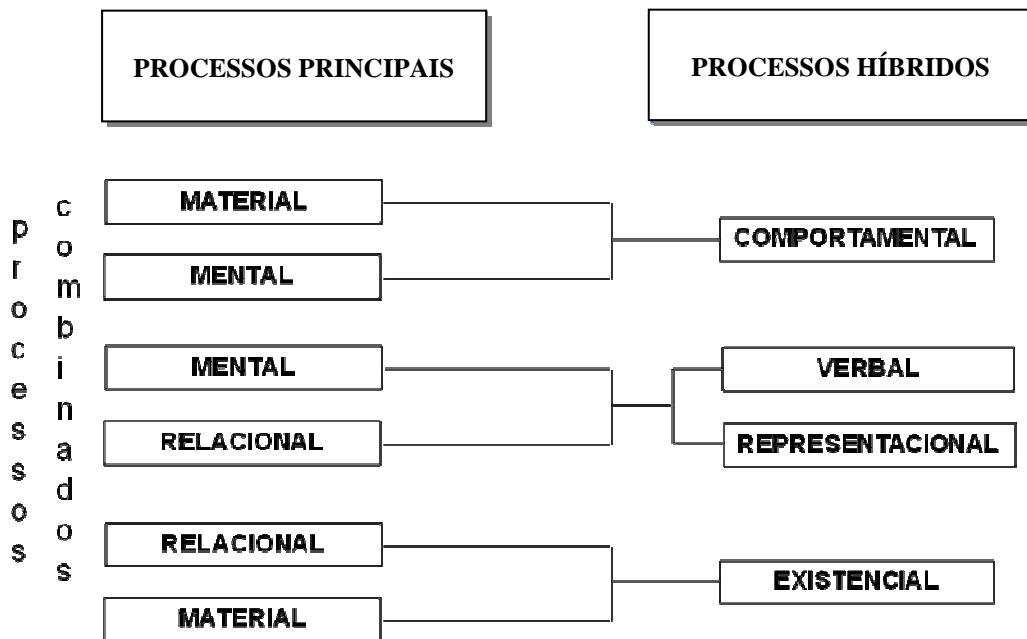 PROCESSOS PRINCIPAIS
PROCESSOS HÍBRIDOS
processos
combinados
MATERIAL
MENTAL
COMPORTAMENTAL
MENTAL
RELACIONAL
VERBAL
REPRESENTACIONAL
RELACIONAL
MATERIAL
EXISTENCIAL